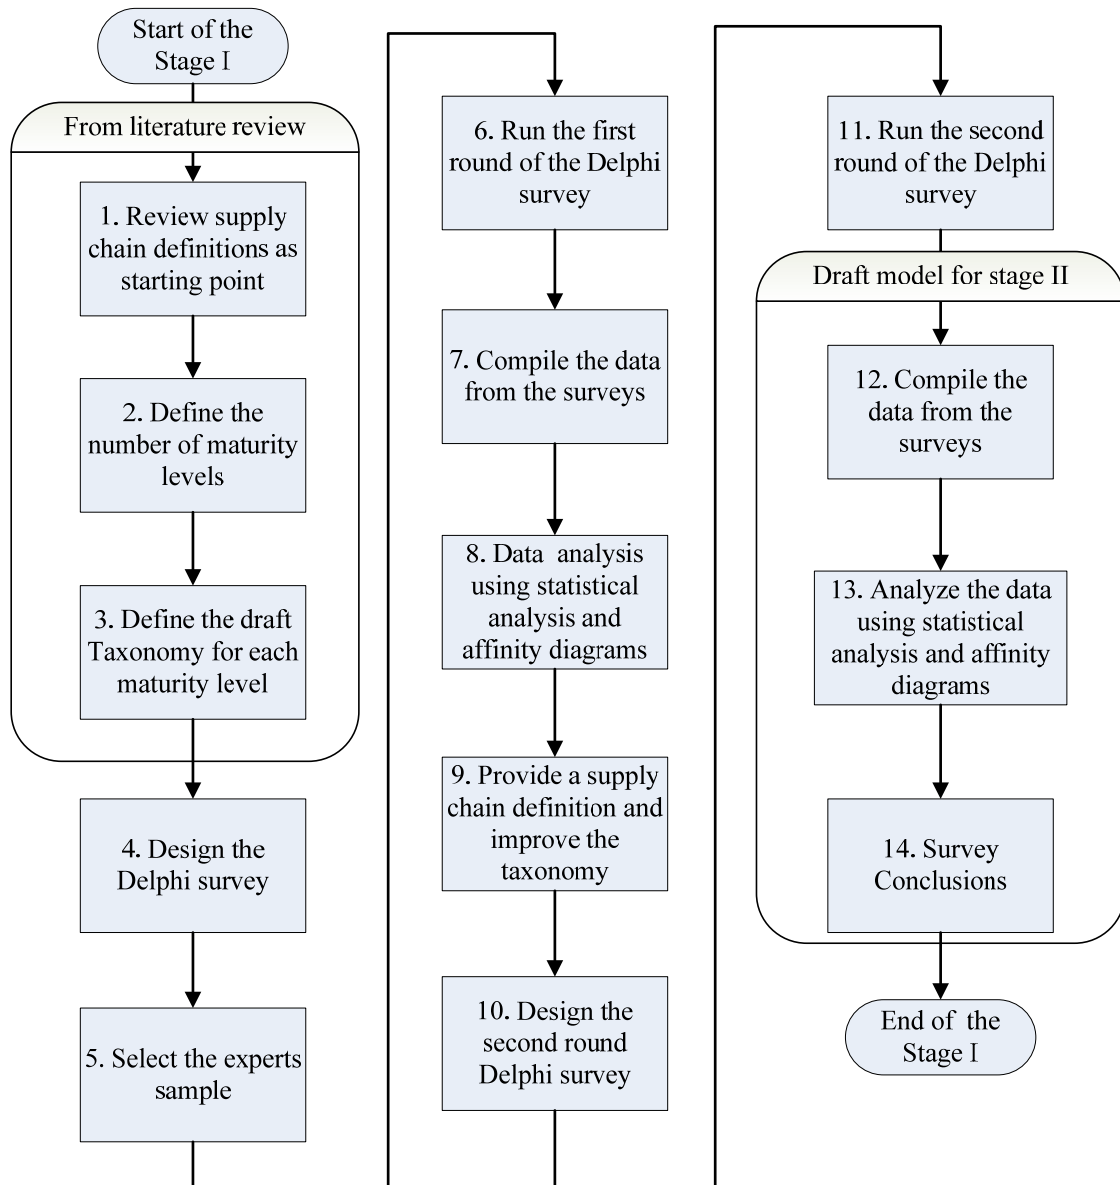 Start of the
Stage I
From literature review
1. Review supply
chain definitions as
starting point
2. Define the
number of maturity
levels
3. Define the draft
Taxonomy for each
maturity level
4. Design the
Delphi survey
5. Select the experts
sample
6. Run the first
round of the Delphi
survey
7. Compile the data
from the surveys
8. Data analysis
using statistical
analysis and
affinity diagrams
9. Provide a supply
chain definition and
improve the
taxonomy
10. Design the
second round
Delphi survey
11. Run the second
round of the Delphi
survey
Draft model for stage II
12. Compile the
data from the
surveys
13. Analyze the data
using statistical
analysis and affinity
diagrams
14. Survey
Conclusions
End of the
Stage I